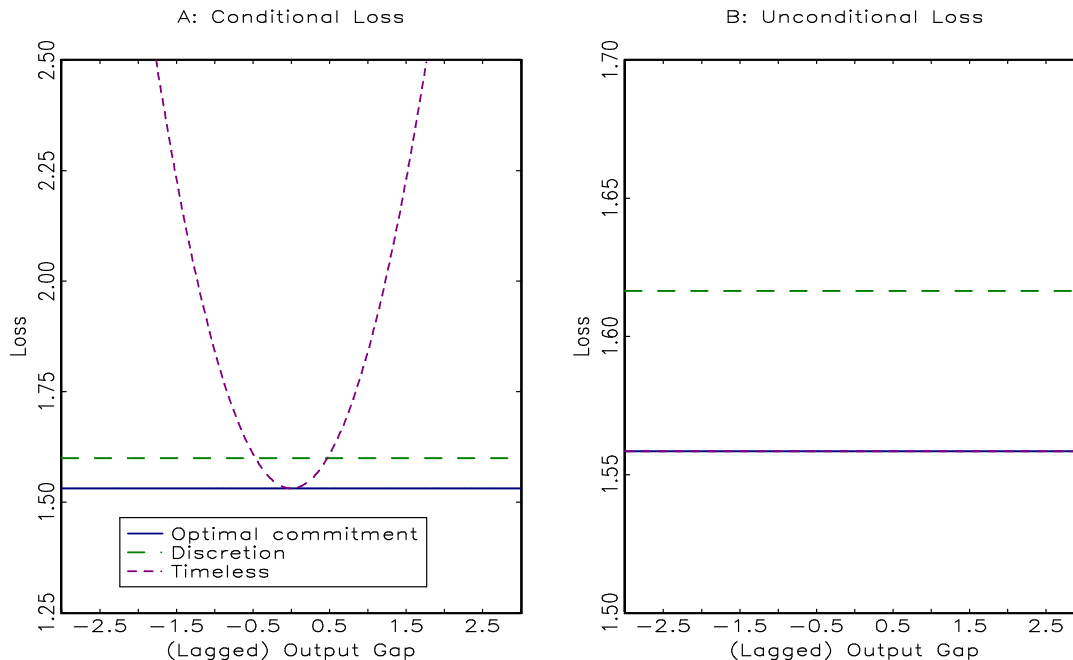 A: Conditional Loss
2.50
2.25
2.00
1.75
1.50
1.25
Loss
Optimal commitment
Discretion
Timeless
−2.5 −1.5 −0.5 0.5 1.5 2.5
(Lagged) Output Gap
B: Unconditional Loss
1.70
1.65
1.60
1.55
1.50
Loss
−2.5 −1.5 −0.5 0.5 1.5 2.5
(Lagged) Output Gap